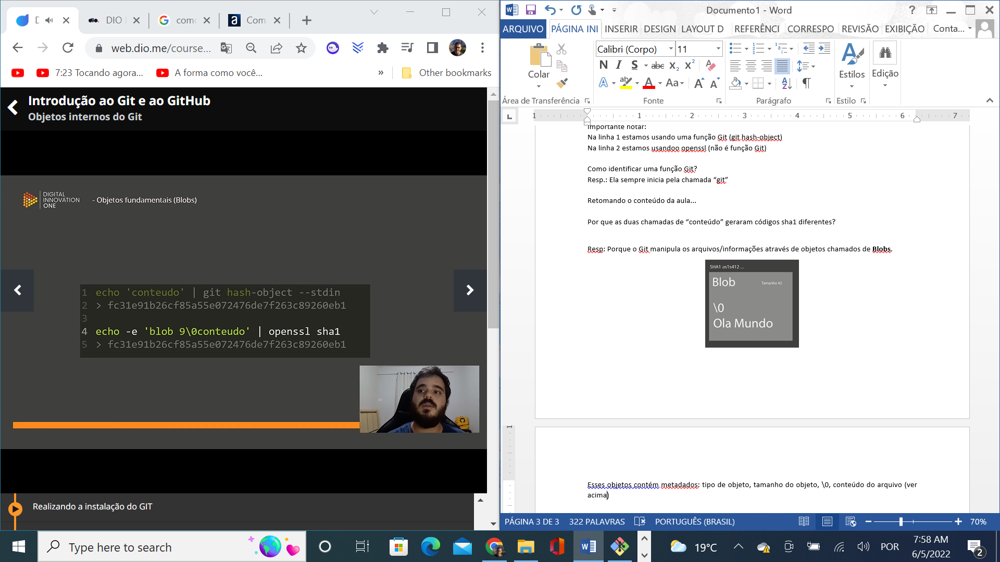 D
DIO
como
Com
web.dio.me/course...
7:23 Tocando agora...
A forma como você...
»
Other bookmarks
Introdução ao Git e ao GitHub
Objetos internos do Git
DIGITAL
INNOVATION
ONE
- Objetos fundamentais (Blobs)
1 echo 'conteudo' | git hash-object --stdin
2 > fc31e91b26cf85a55e072476de7f263c89260eb1
3
4 echo -e 'blob 9\0conteudo' | openssl sha1
5 > fc31e91b26cf85a55e072476de7f263c89260eb1
Realizando a instalação do GIT
Documento1 - Word
ARQUIVO PÁGINA INI INSERIR DESIGN LAYOUT D REFERÊNCI CORRESPO REVISÃO EXIBIÇÃO Conta...
Colar
Calibri (Corpo) 11
N I S abc X₂ X²
A ab A Aa A A
Estilos
Edição
Área de Transferência
Fonte
Parágrafo
Estilo
1 1 2 3 4 5 6 7
Importante notar:
Na linha 1 estamos usando uma função Git (git hash-object)
Na linha 2 estamos usandoo openssl (não é função Git)
Como identificar uma função Git?
Resp.: Ela sempre inicia pela chamada “git”
Retomando o conteúdo da aula...
Por que as duas chamadas de “conteúdo” geraram códigos sha1 diferentes?
Resp: Porque o Git manipula os arquivos/informações através de objetos chamados de Blobs.
SHA1 as1s412 ...
Blob
Tamanho 42
\0
Ola Mundo
1
Esses objetos contém metadados: tipo de objeto, tamanho do objeto, \0, conteúdo do arquivo (ver
acima)
PÁGINA 3 DE 3 322 PALAVRAS PORTUGUÊS (BRASIL) 70%
Type here to search
19°C
POR
7:58 AM
6/5/2022
2